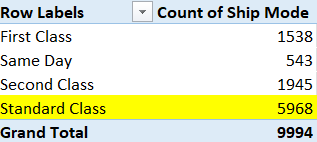 Row Labels Count of Ship Mode
First Class 1538
Same Day 543
Second Class 1945
Standard Class 5968
Grand Total 9994